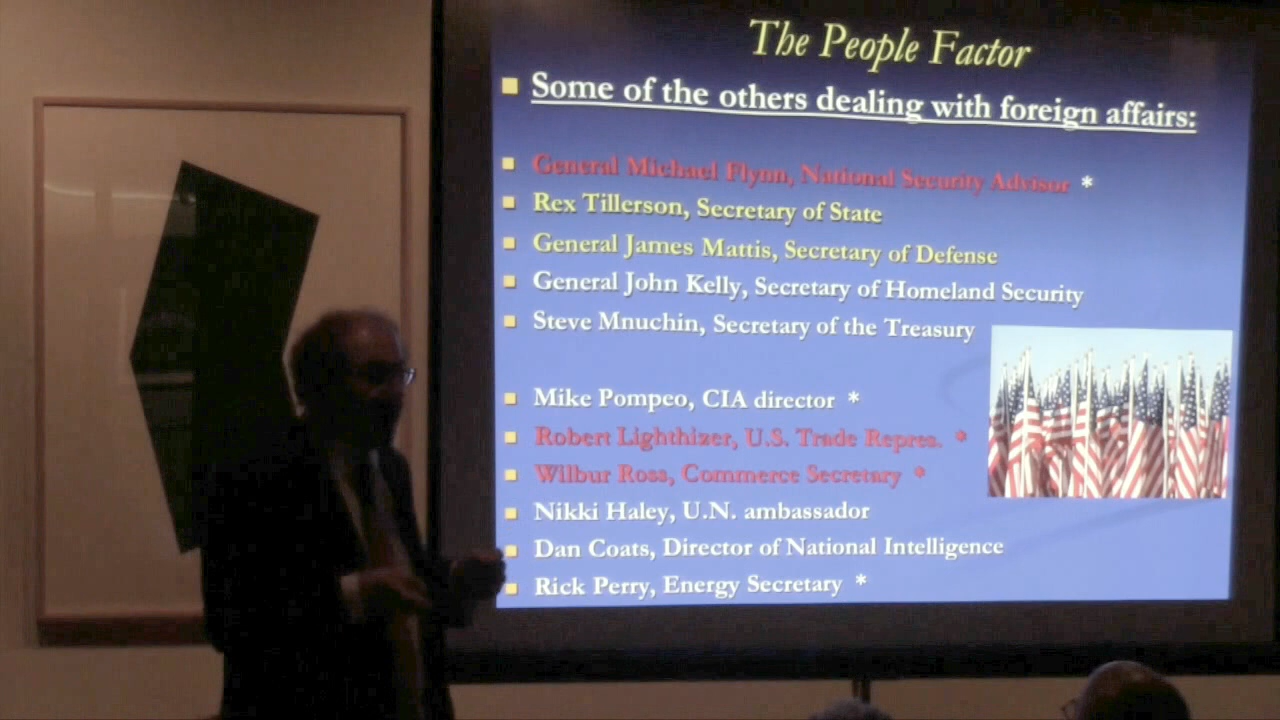 The People Factor
Some of the others dealing with foreign affairs:
General Michael Flynn, National Security Advisor *
Rex Tillerson, Secretary of State
General James Mattis, Secretary of Defense
General John Kelly, Secretary of Homeland Security
Steve Mnuchin, Secretary of the Treasury
Mike Pompeo, CIA director *
Robert Lighthizer, U.S. Trade Repres. *
Wilbur Ross, Commerce Secretary *
Nikki Haley, U.N. ambassador
Dan Coats, Director of National Intelligence
Rick Perry, Energy Secretary *